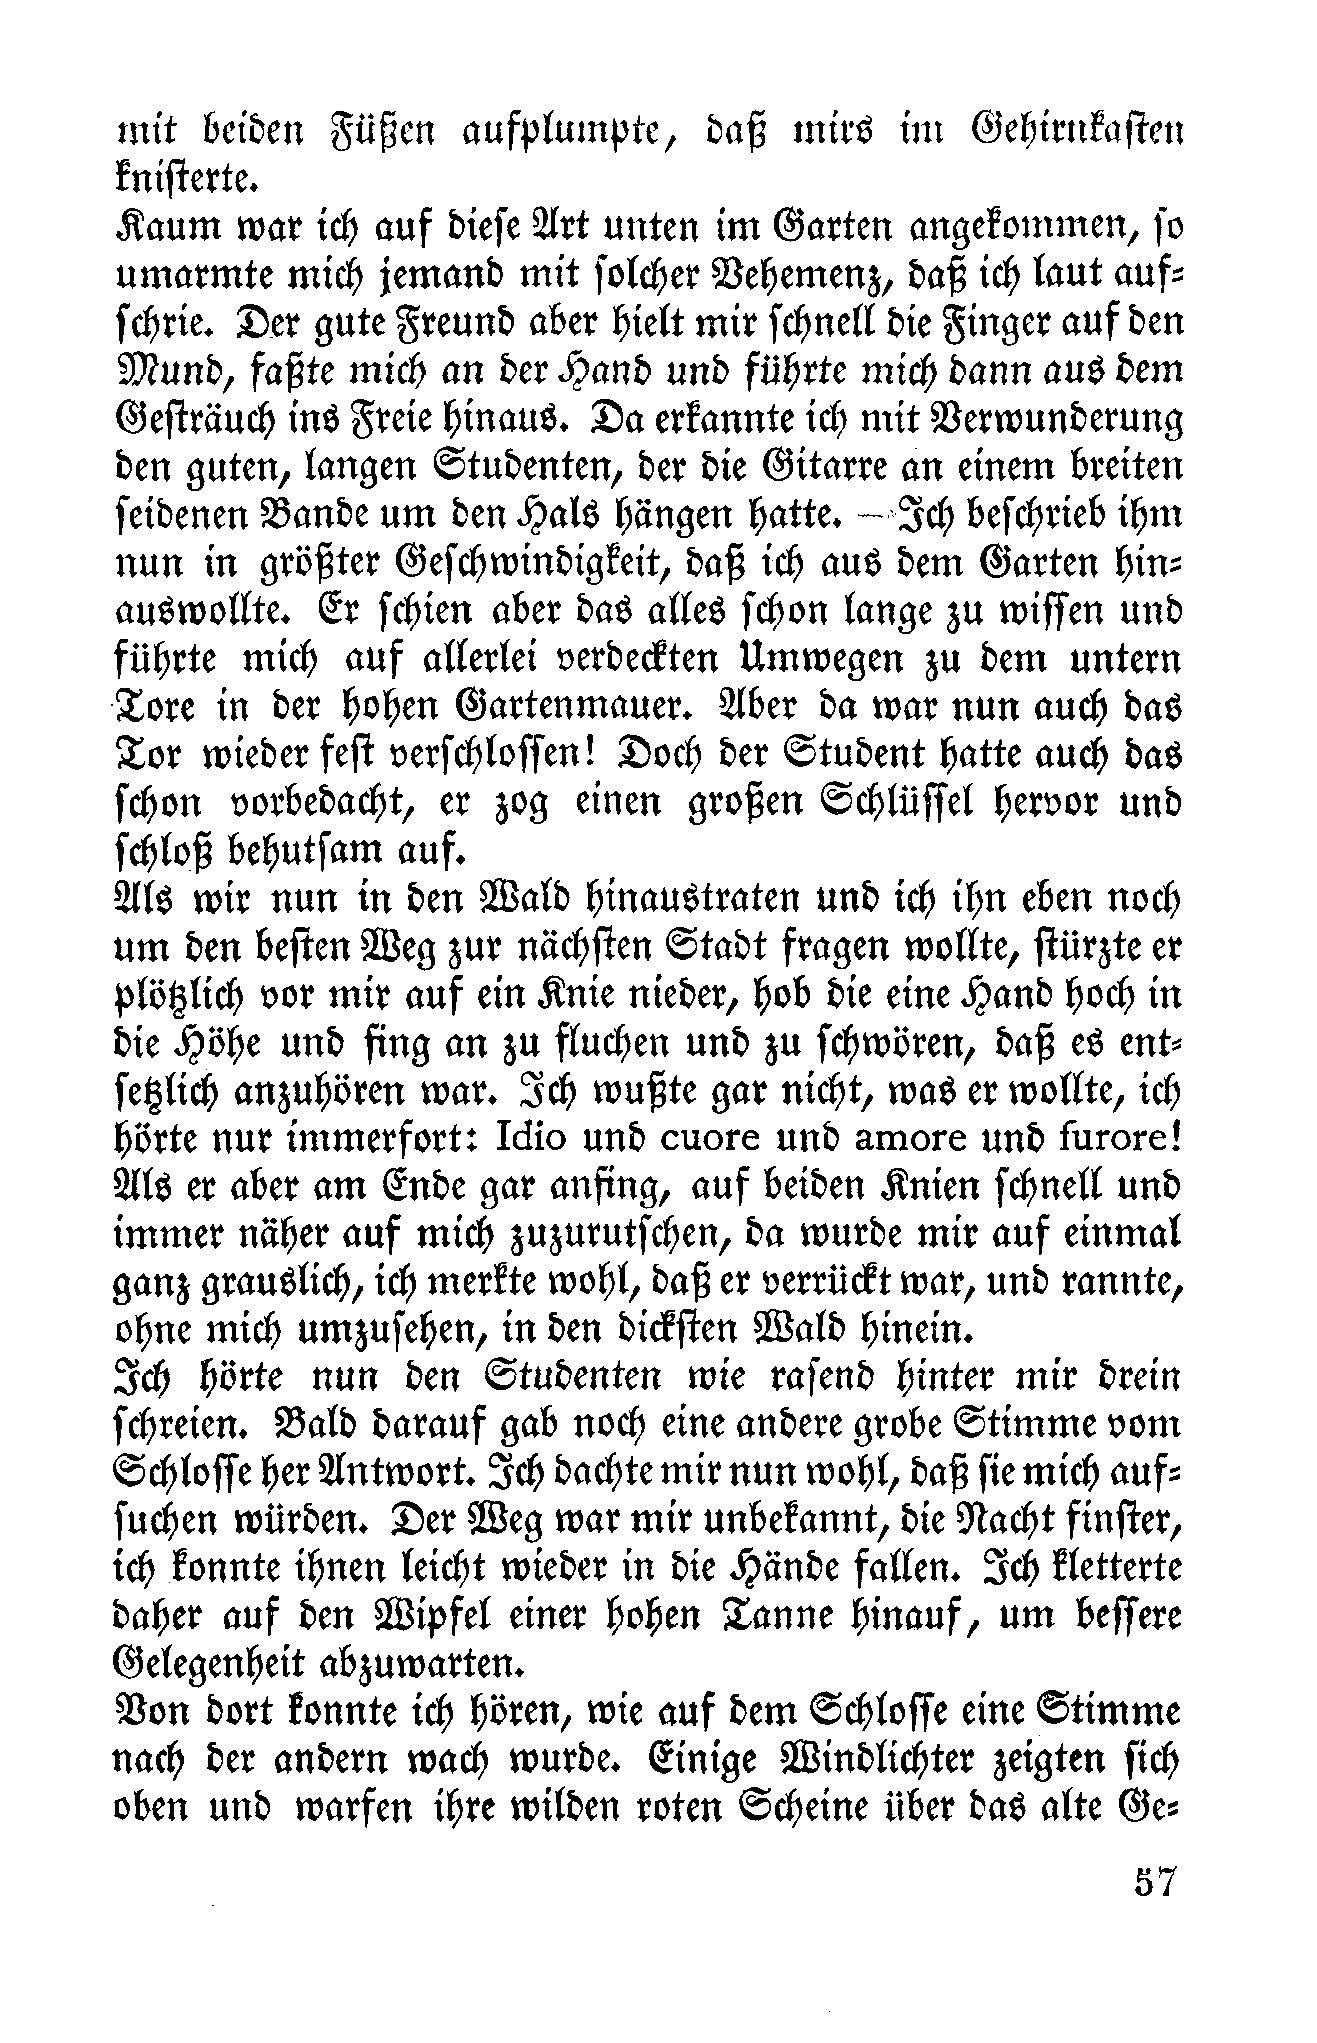 mit beiden Füßen aufplumpte, daß mirs im Gehirnkasten
knisterte.
Kaum war ich auf diese Art unten im Garten angekommen, so
umarmte mich jemand mit solcher Vehemenz, daß ich laut auf-
schrie. Der gute Freund aber hielt mir schnell die Finger auf den
Mund, faßte mich an der Hand und führte mich dann aus dem
Gesträuch ins Freie hinaus. Da erkannte ich mit Verwunderung
den guten, langen Studenten, der die Gitarre an einem breiten
seidenen Bande um den Hals hängen hatte. – Ich beschrieb ihm
nun in größter Geschwindigkeit, daß ich aus dem Garten hin-
auswollte. Er schien aber das alles schon lange zu wissen und
führte mich auf allerlei verdeckten Umwegen zu dem untern
Tore in der hohen Gartenmauer. Aber da war nun auch das
Tor wieder fest verschlossen! Doch der Student hatte auch das
schon vorbedacht, er zog einen großen Schlüssel hervor und
schloß behutsam auf.
Als wir nun in den Wald hinaustraten und ich ihn eben noch
um den besten Weg zur nächsten Stadt fragen wollte, stürzte er
plötzlich vor mir auf ein Knie nieder, hob die eine Hand hoch in
die Höhe und fing an zu fluchen und zu schwören, daß es ent-
setzlich anzuhören war. Ich wußte gar nicht, was er wollte, ich
hörte nur immerfort: Idio und cuore und amore und furore!
Als er aber am Ende gar anfing, auf beiden Knien schnell und
immer näher auf mich zuzurutschen, da wurde mir auf einmal
ganz grauslich, ich merkte wohl, daß er verrückt war, und rannte,
ohne mich umzusehen, in den dicksten Wald hinein.
Ich hörte nun den Studenten wie rasend hinter mir drein
schreien. Bald darauf gab noch eine andere grobe Stimme vom
Schlosse her Antwort. Ich dachte mir nun wohl, daß sie mich auf-
suchen würden. Der Weg war mir unbekannt, die Nacht finster,
ich konnte ihnen leicht wieder in die Hände fallen. Ich kletterte
daher auf den Wipfel einer hohen Tanne hinauf, um bessere
Gelegenheit abzuwarten.
Von dort konnte ich hören, wie auf dem Schlosse eine Stimme
nach der andern wach wurde. Einige Windlichter zeigten sich
oben und warfen ihre wilden roten Scheine über das alte Ge-
57